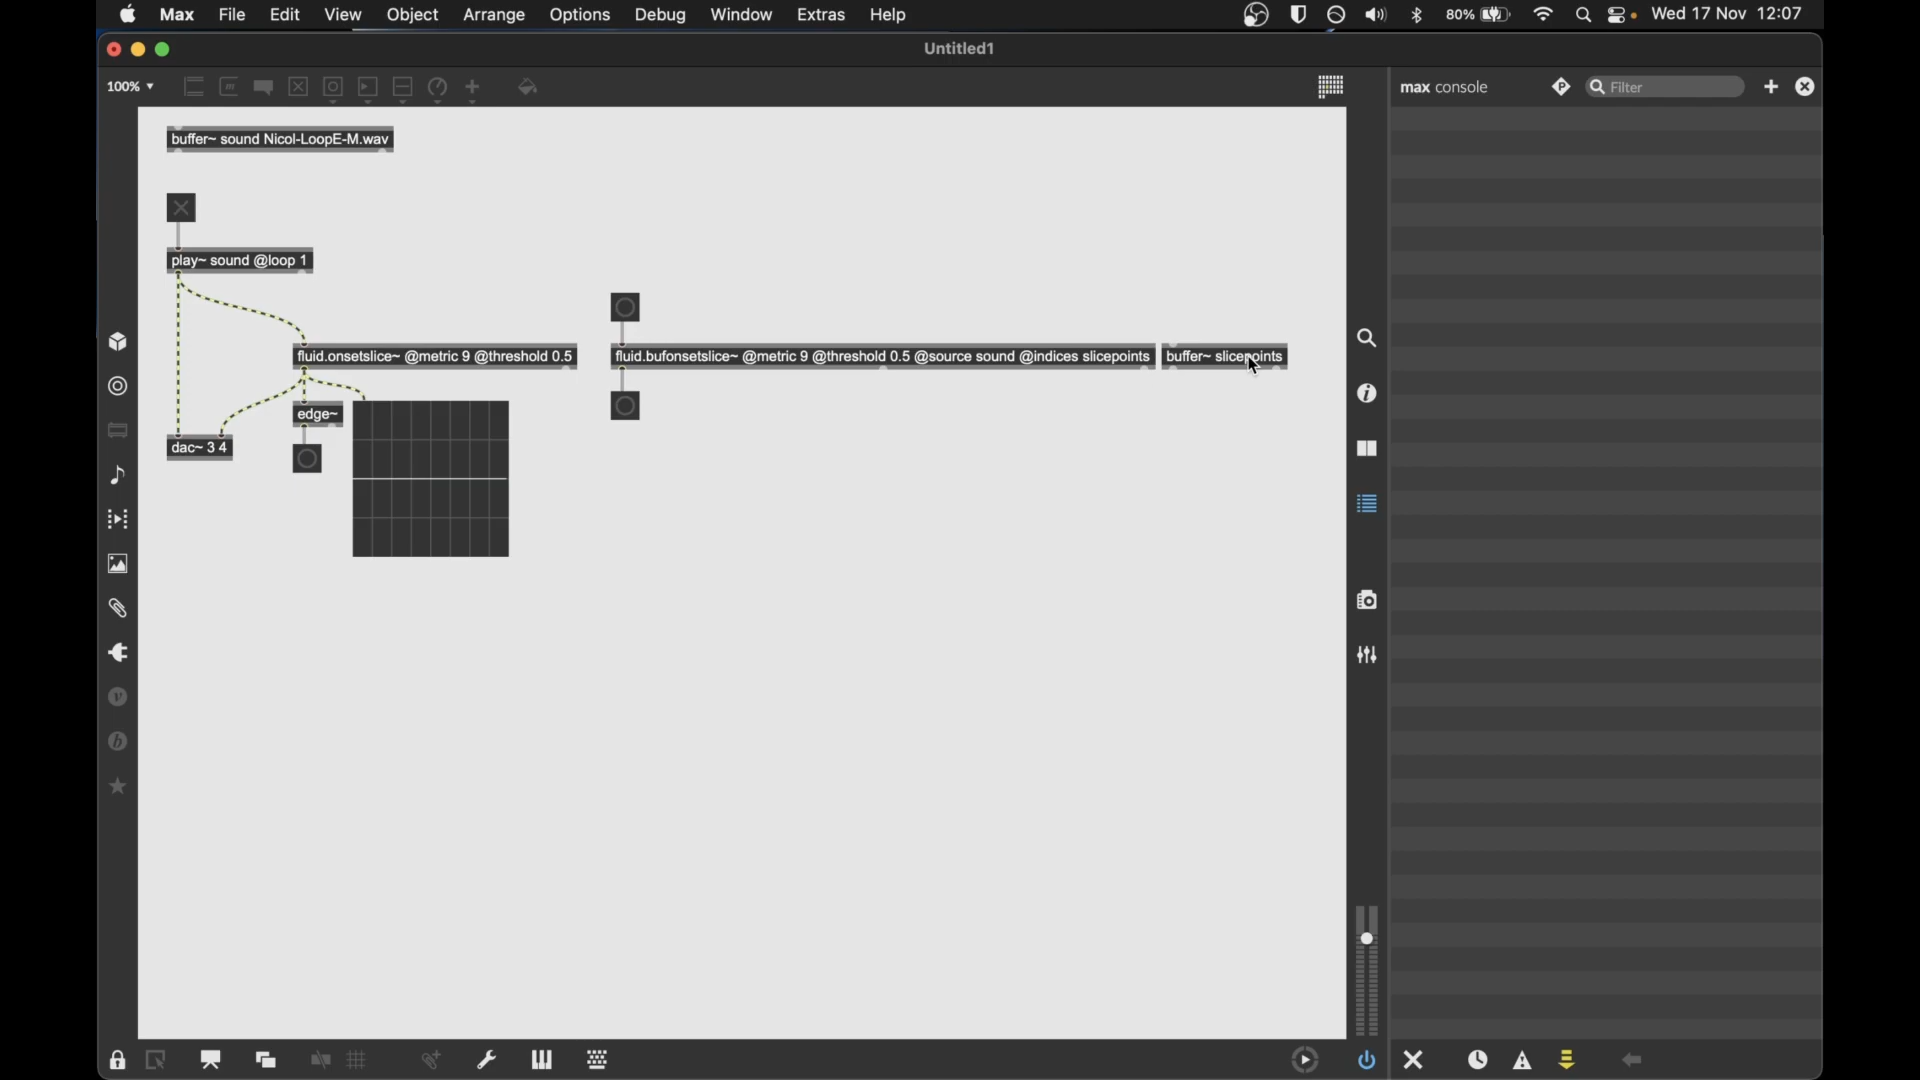 Max File Edit View Object Arrange Options Debug Window Extras Help 80% Wed 17 Nov 12:07
Untitled1
100%
m
max console
Filter
buffer~ sound Nicol-LoopE-M.wav
play~ sound @loop 1
fluid.onsetslice~ @metric 9 @threshold 0.5
fluid.bufonsetslice~ @metric 9 @threshold 0.5 @source sound @indices slicepoints
buffer~ slicepoints
edge~
dac~ 3 4